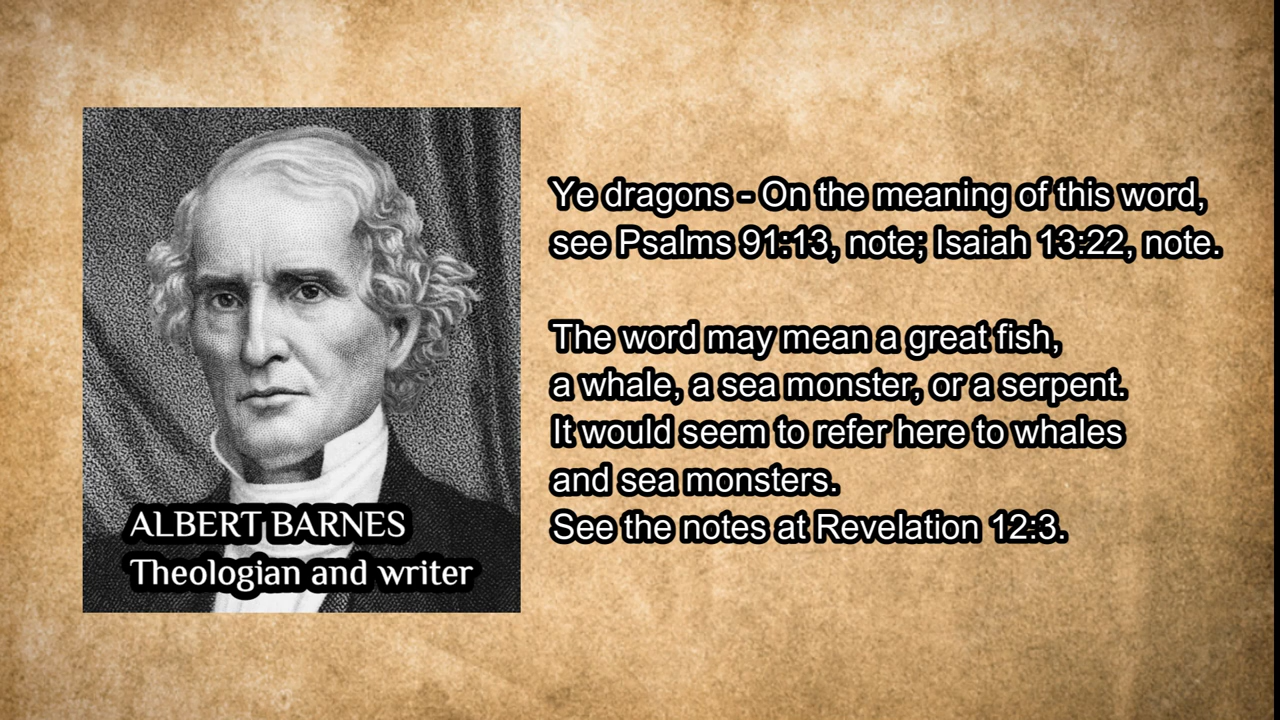 Ye dragons - On the meaning of this word,
see Psalms 91:13, note; Isaiah 13:22, note.
The word may mean a great fish,
a whale, a sea monster, or a serpent.
It would seem to refer here to whales
and sea monsters.
See the notes at Revelation 12:3.
ALBERT BARNES
Theologian and writer